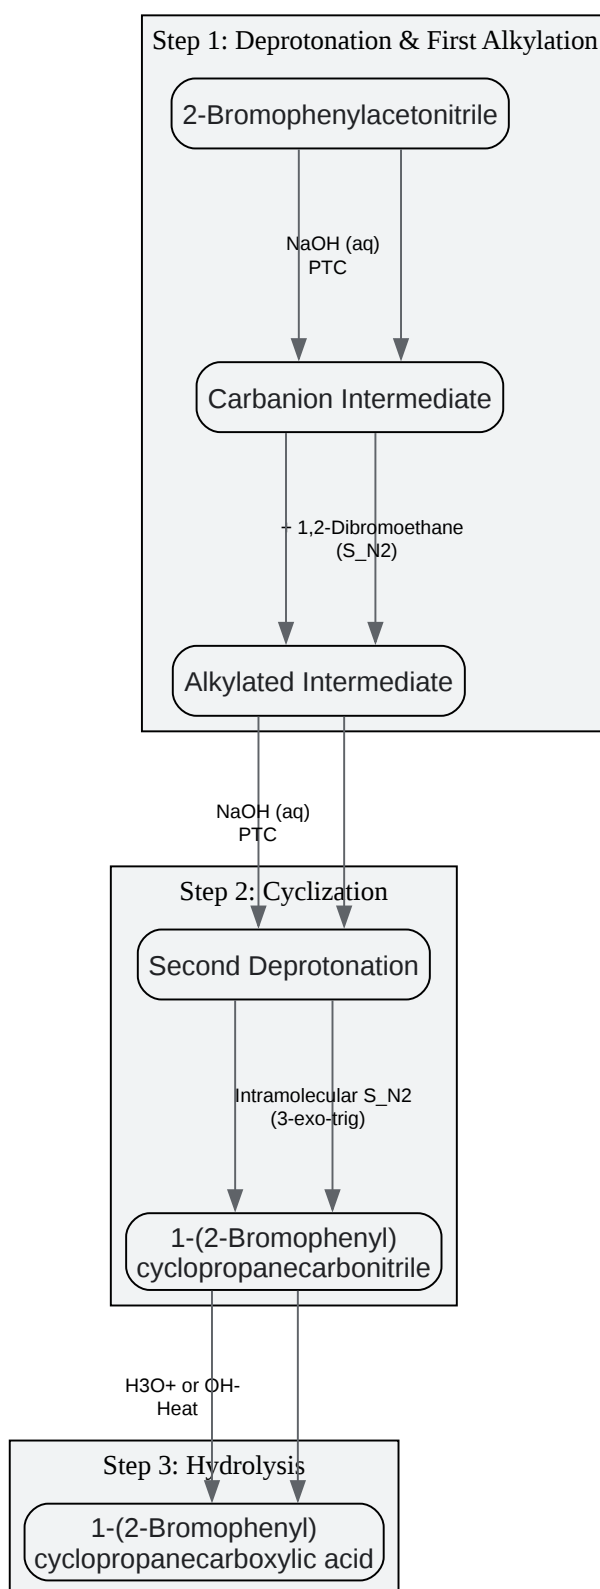 Step 1: Deprotonation & First Alkylation
2-Bromophenylacetonitrile
NaOH (aq)
PTC
Carbanion Intermediate
+ 1,2-Dibromoethane
(S_N2)
Alkylated Intermediate
NaOH (aq)
PTC
Step 2: Cyclization
Second Deprotonation
Intramolecular S_N2
(3-exo-trig)
1-(2-Bromophenyl)
cyclopropanecarbonitrile
H3O+ or OH-
Heat
Step 3: Hydrolysis
1-(2-Bromophenyl)
cyclopropanecarboxylic acid